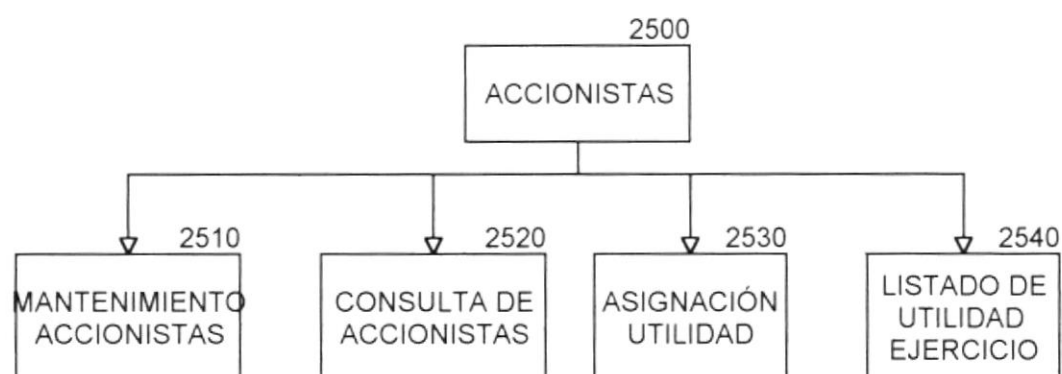 2500
ACCIONISTAS
2510
MANTENIMIENTO
ACCIONISTAS
2520
CONSULTA DE
ACCIONISTAS
2530
ASIGNACIÓN
UTILIDAD
2540
LISTADO DE
UTILIDAD
EJERCICIO